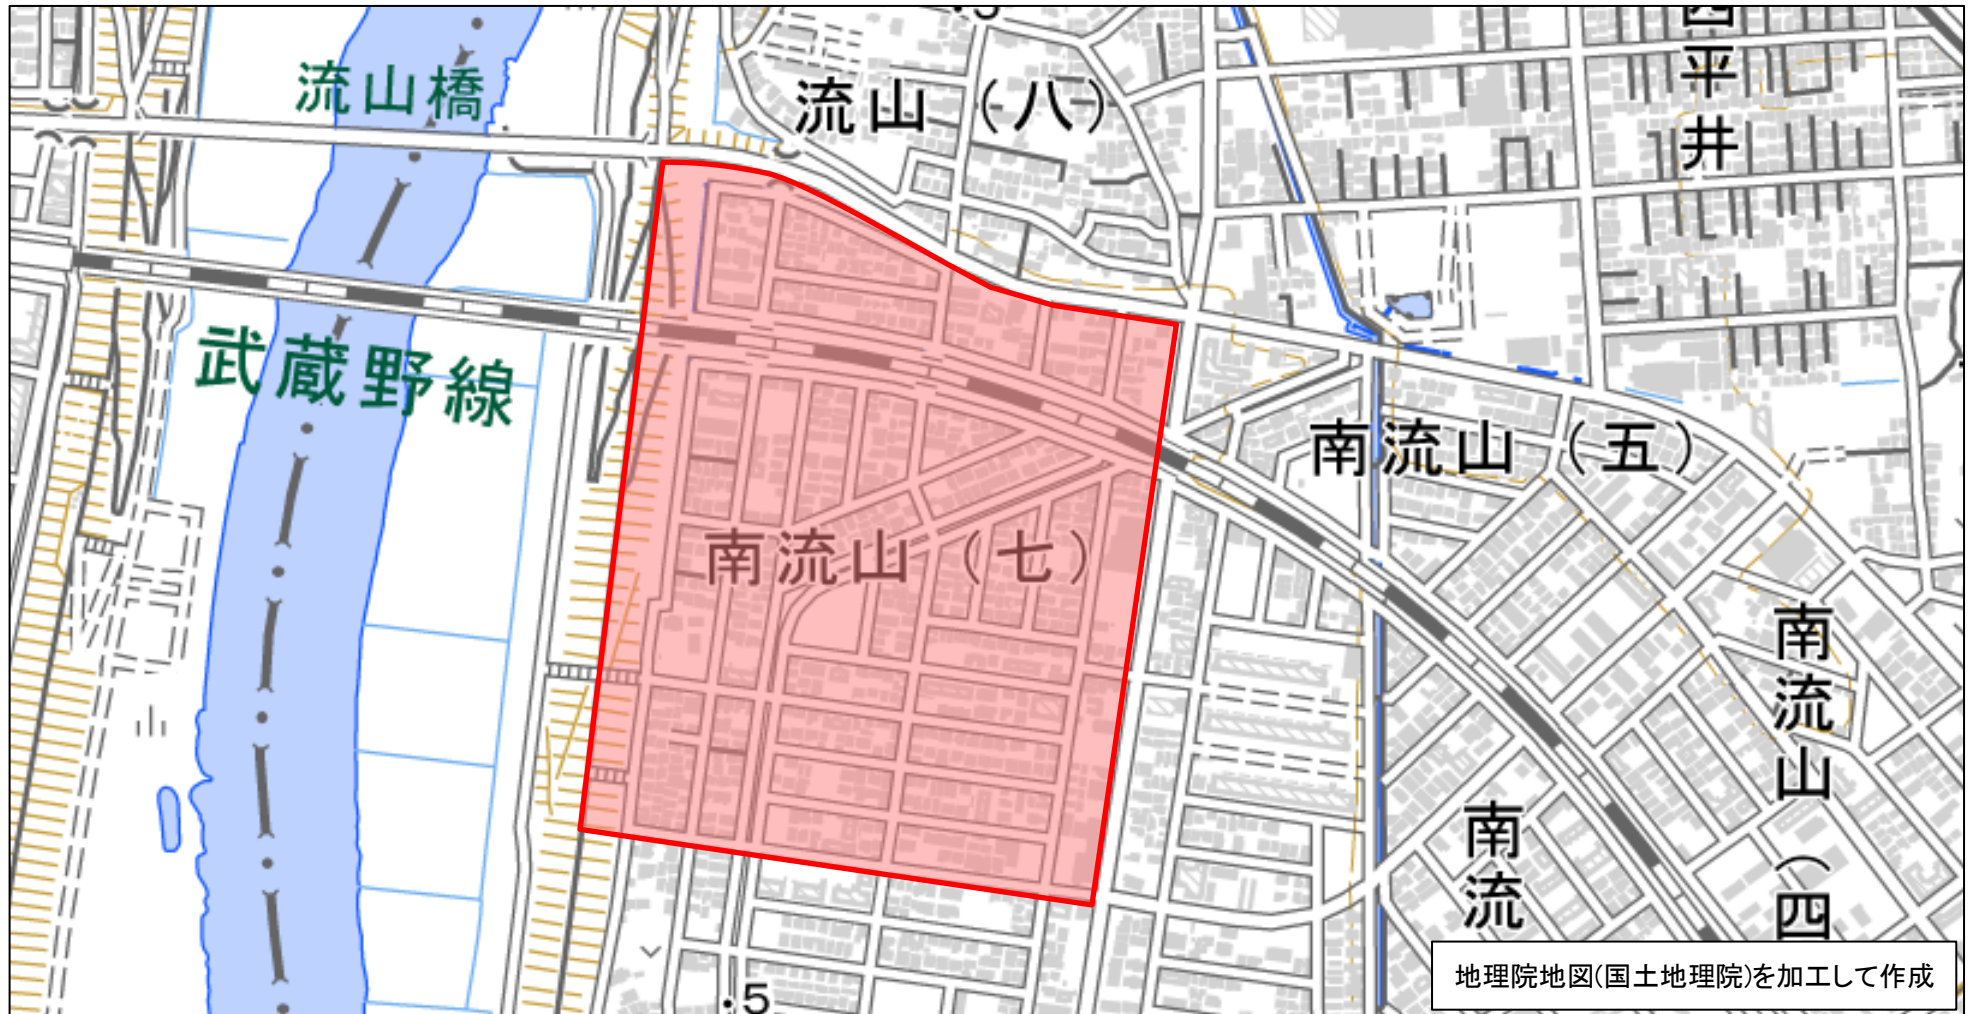 流山橋
流山（八）
四平井
武蔵野線
南流山（五）
南流山（七）
南流山（四
南流
・5
地理院地図(国土地理院)を加工して作成